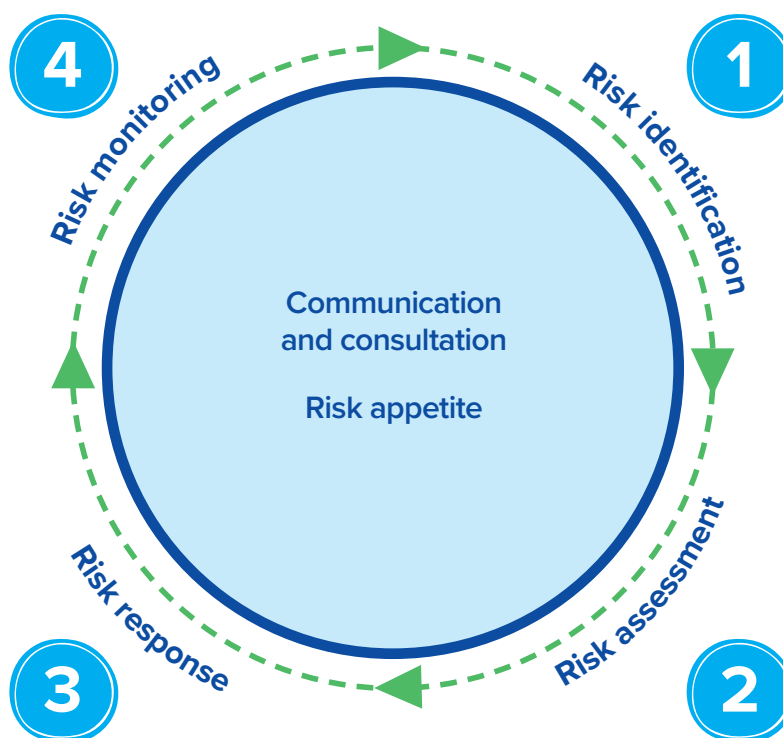 4
1
Risk monitoring
Risk identification
Communication
and consultation
Risk appetite
Risk response
Risk assessment
3
2